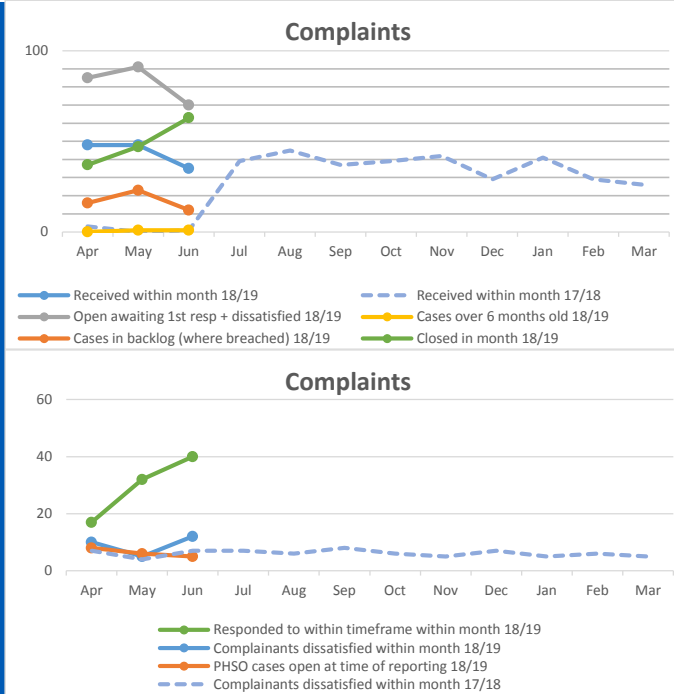 Complaints
100
0
Apr May Jun Jul Aug Sep Oct Nov Dec Jan Feb Mar
Received within month 18/19 Received within month 17/18
Open awaiting 1st resp + dissatisfied 18/19 Cases over 6 months old 18/19
Cases in backlog (where breached) 18/19 Closed in month 18/19
Complaints
60
40
20
0
Apr May Jun Jul Aug Sep Oct Nov Dec Jan Feb Mar
Responded to within timeframe within month 18/19
Complainants dissatisfied within month 18/19
PHSO cases open at time of reporting 18/19
Complainants dissatisfied within month 17/18